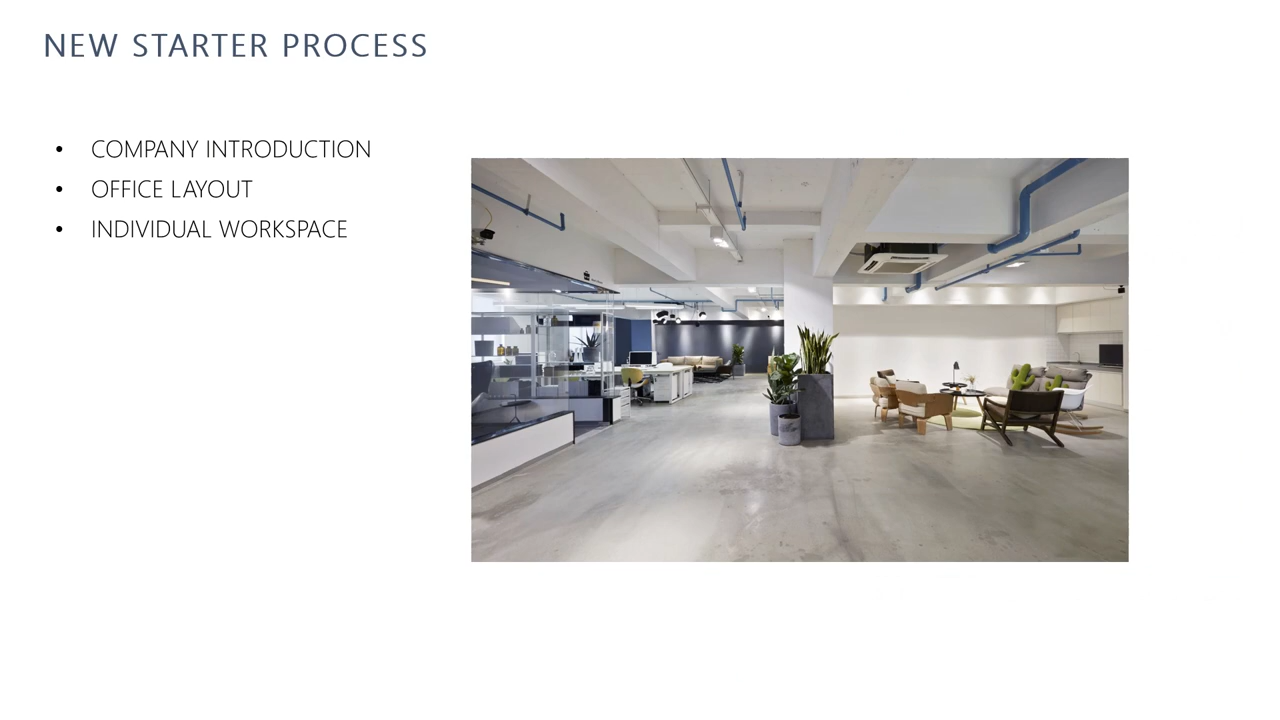 NEW STARTER PROCESS
• COMPANY INTRODUCTION
• OFFICE LAYOUT
• INDIVIDUAL WORKSPACE